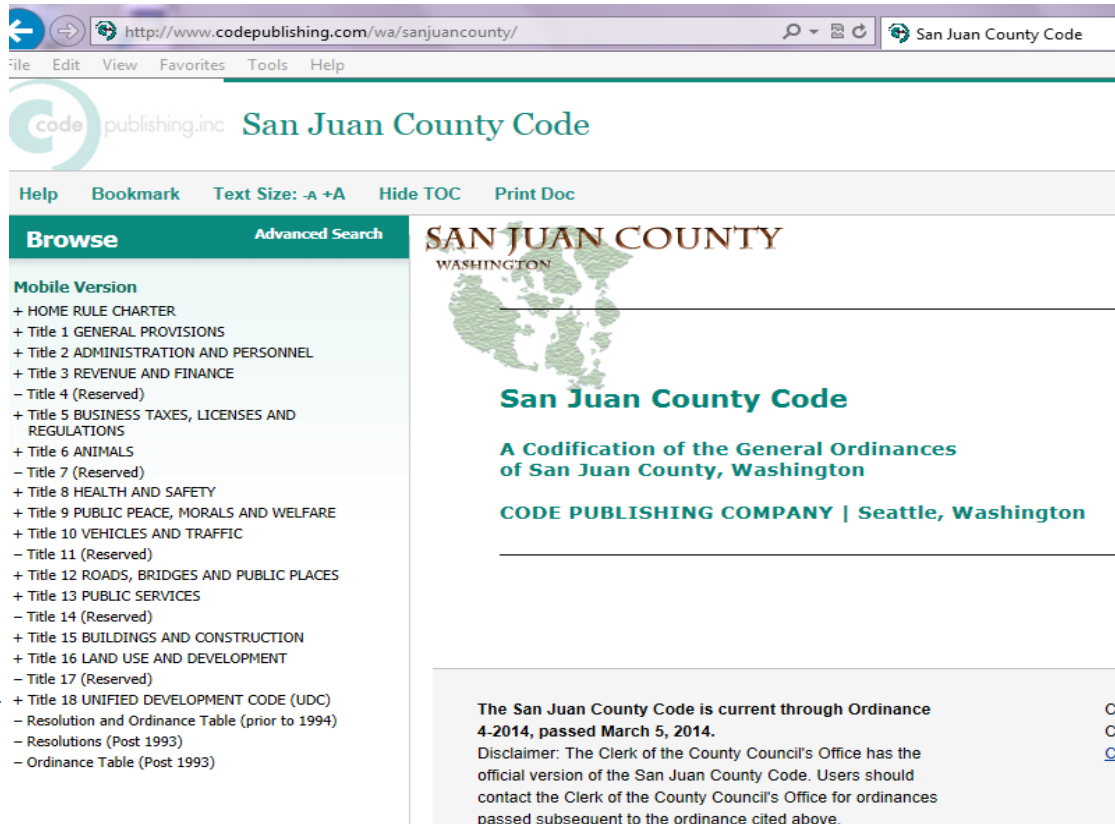 http://www.codepublishing.com/wa/sanjuancounty/
San Juan County Code
File Edit View Favorites Tools Help
code publishing.inc San Juan County Code
Help Bookmark Text Size: -A +A Hide TOC Print Doc
Browse Advanced Search
Mobile Version
+ HOME RULE CHARTER
+ Title 1 GENERAL PROVISIONS
+ Title 2 ADMINISTRATION AND PERSONNEL
+ Title 3 REVENUE AND FINANCE
– Title 4 (Reserved)
+ Title 5 BUSINESS TAXES, LICENSES AND
REGULATIONS
+ Title 6 ANIMALS
– Title 7 (Reserved)
+ Title 8 HEALTH AND SAFETY
+ Title 9 PUBLIC PEACE, MORALS AND WELFARE
+ Title 10 VEHICLES AND TRAFFIC
– Title 11 (Reserved)
+ Title 12 ROADS, BRIDGES AND PUBLIC PLACES
+ Title 13 PUBLIC SERVICES
– Title 14 (Reserved)
+ Title 15 BUILDINGS AND CONSTRUCTION
+ Title 16 LAND USE AND DEVELOPMENT
– Title 17 (Reserved)
+ Title 18 UNIFIED DEVELOPMENT CODE (UDC)
– Resolution and Ordinance Table (prior to 1994)
– Resolutions (Post 1993)
– Ordinance Table (Post 1993)
SAN JUAN COUNTY
WASHINGTON
San Juan County Code
A Codification of the General Ordinances
of San Juan County, Washington
CODE PUBLISHING COMPANY | Seattle, Washington
The San Juan County Code is current through Ordinance
4-2014, passed March 5, 2014.
Disclaimer: The Clerk of the County Council's Office has the
official version of the San Juan County Code. Users should
contact the Clerk of the County Council's Office for ordinances
passed subsequent to the ordinance cited above.
C
C
C